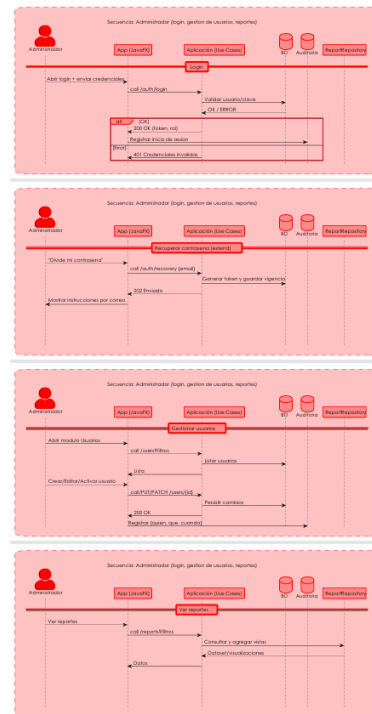 Secuencia: Administrador (login, gestion de usuarios, reportes)
Administrador
App (JavaFX)
Aplicación (Use Cases)
BD
Auditoria
ReportRepository
Login
Abrir login + enviar credenciales
call /auth/login
Validar usuario/clave
OK / ERROR
alt [OK]
200 OK (token, rol)
Registrar inicio de sesion
[Error]
401 Credenciales invalidas
Secuencia: Administrador (login, gestion de usuarios, reportes)
Administrador
App (JavaFX)
Aplicación (Use Cases)
BD
Auditoria
ReportRepository
Recuperar contrasena (extend)
"Olvide mi contrasena"
call /auth/recovery (email)
Generar token y guardar vigencia
202 Enviado
Mostrar instrucciones por correo
Secuencia: Administrador (login, gestion de usuarios, reportes)
Administrador
App (JavaFX)
Aplicación (Use Cases)
BD
Auditoria
ReportRepository
Gestionar usuarios
Abrir modulo Usuarios
call /users?filtros
Listar usuarios
Lista
Crear/Editar/Activar usuario
call/PUT/PATCH /users/{id}
Persistir cambios
200 OK
Registrar (quien, que, cuando)
Secuencia: Administrador (login, gestion de usuarios, reportes)
Administrador
App (JavaFX)
Aplicación (Use Cases)
BD
Auditoria
ReportRepository
Ver reportes
Ver reportes
call /reports?filtros
Consultar y agregar vistas
Dataset/visualizaciones
Datos